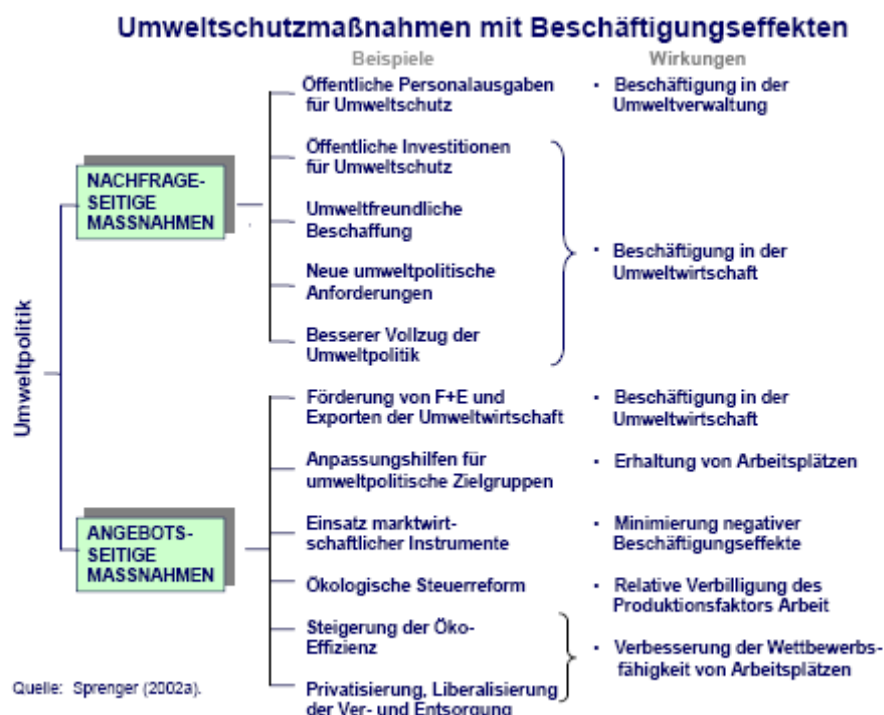 Umweltschutzmaßnahmen mit Beschäftigungseffekten
Beispiele
Wirkungen
Umweltpolitik
NACHFRAGE-
SEITIGE
MASSNAHMEN
Öffentliche Personalausgaben
für Umweltschutz
• Beschäftigung in der
Umweltverwaltung
Öffentliche Investitionen
für Umweltschutz
Umweltfreundliche
Beschaffung
Neue umweltpolitische
Anforderungen
Besserer Vollzug der
Umweltpolitik
• Beschäftigung in der
Umweltwirtschaft
ANGEBOTS-
SEITIGE
MASSNAHMEN
Förderung von F+E und
Exporten der Umweltwirtschaft
• Beschäftigung in der
Umweltwirtschaft
Anpassungshilfen für
umweltpolitische Zielgruppen
• Erhaltung von Arbeitsplätzen
Einsatz marktwirt-
schaftlicher Instrumente
• Minimierung negativer
Beschäftigungseffekte
Ökologische Steuerreform
• Relative Verbilligung des
Produktionsfaktors Arbeit
Steigerung der Öko-
Effizienz
Privatisierung, Liberalisierung
der Ver- und Entsorgung
• Verbesserung der Wettbewerbs-
fähigkeit von Arbeitsplätzen
Quelle: Sprenger (2002a).